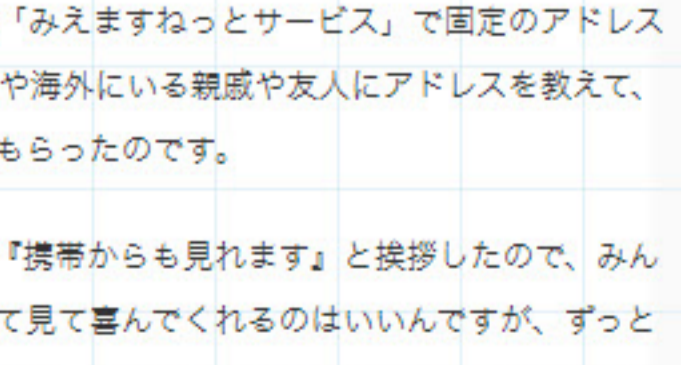 「みえますねっとサービス」で固定のアドレス
や海外にいる親戚や友人にアドレスを教えて、
もらったのです。
『携帯からも見れます』と挨拶したので、みん
て見て喜んでくれるのはいいんですが、ずっと